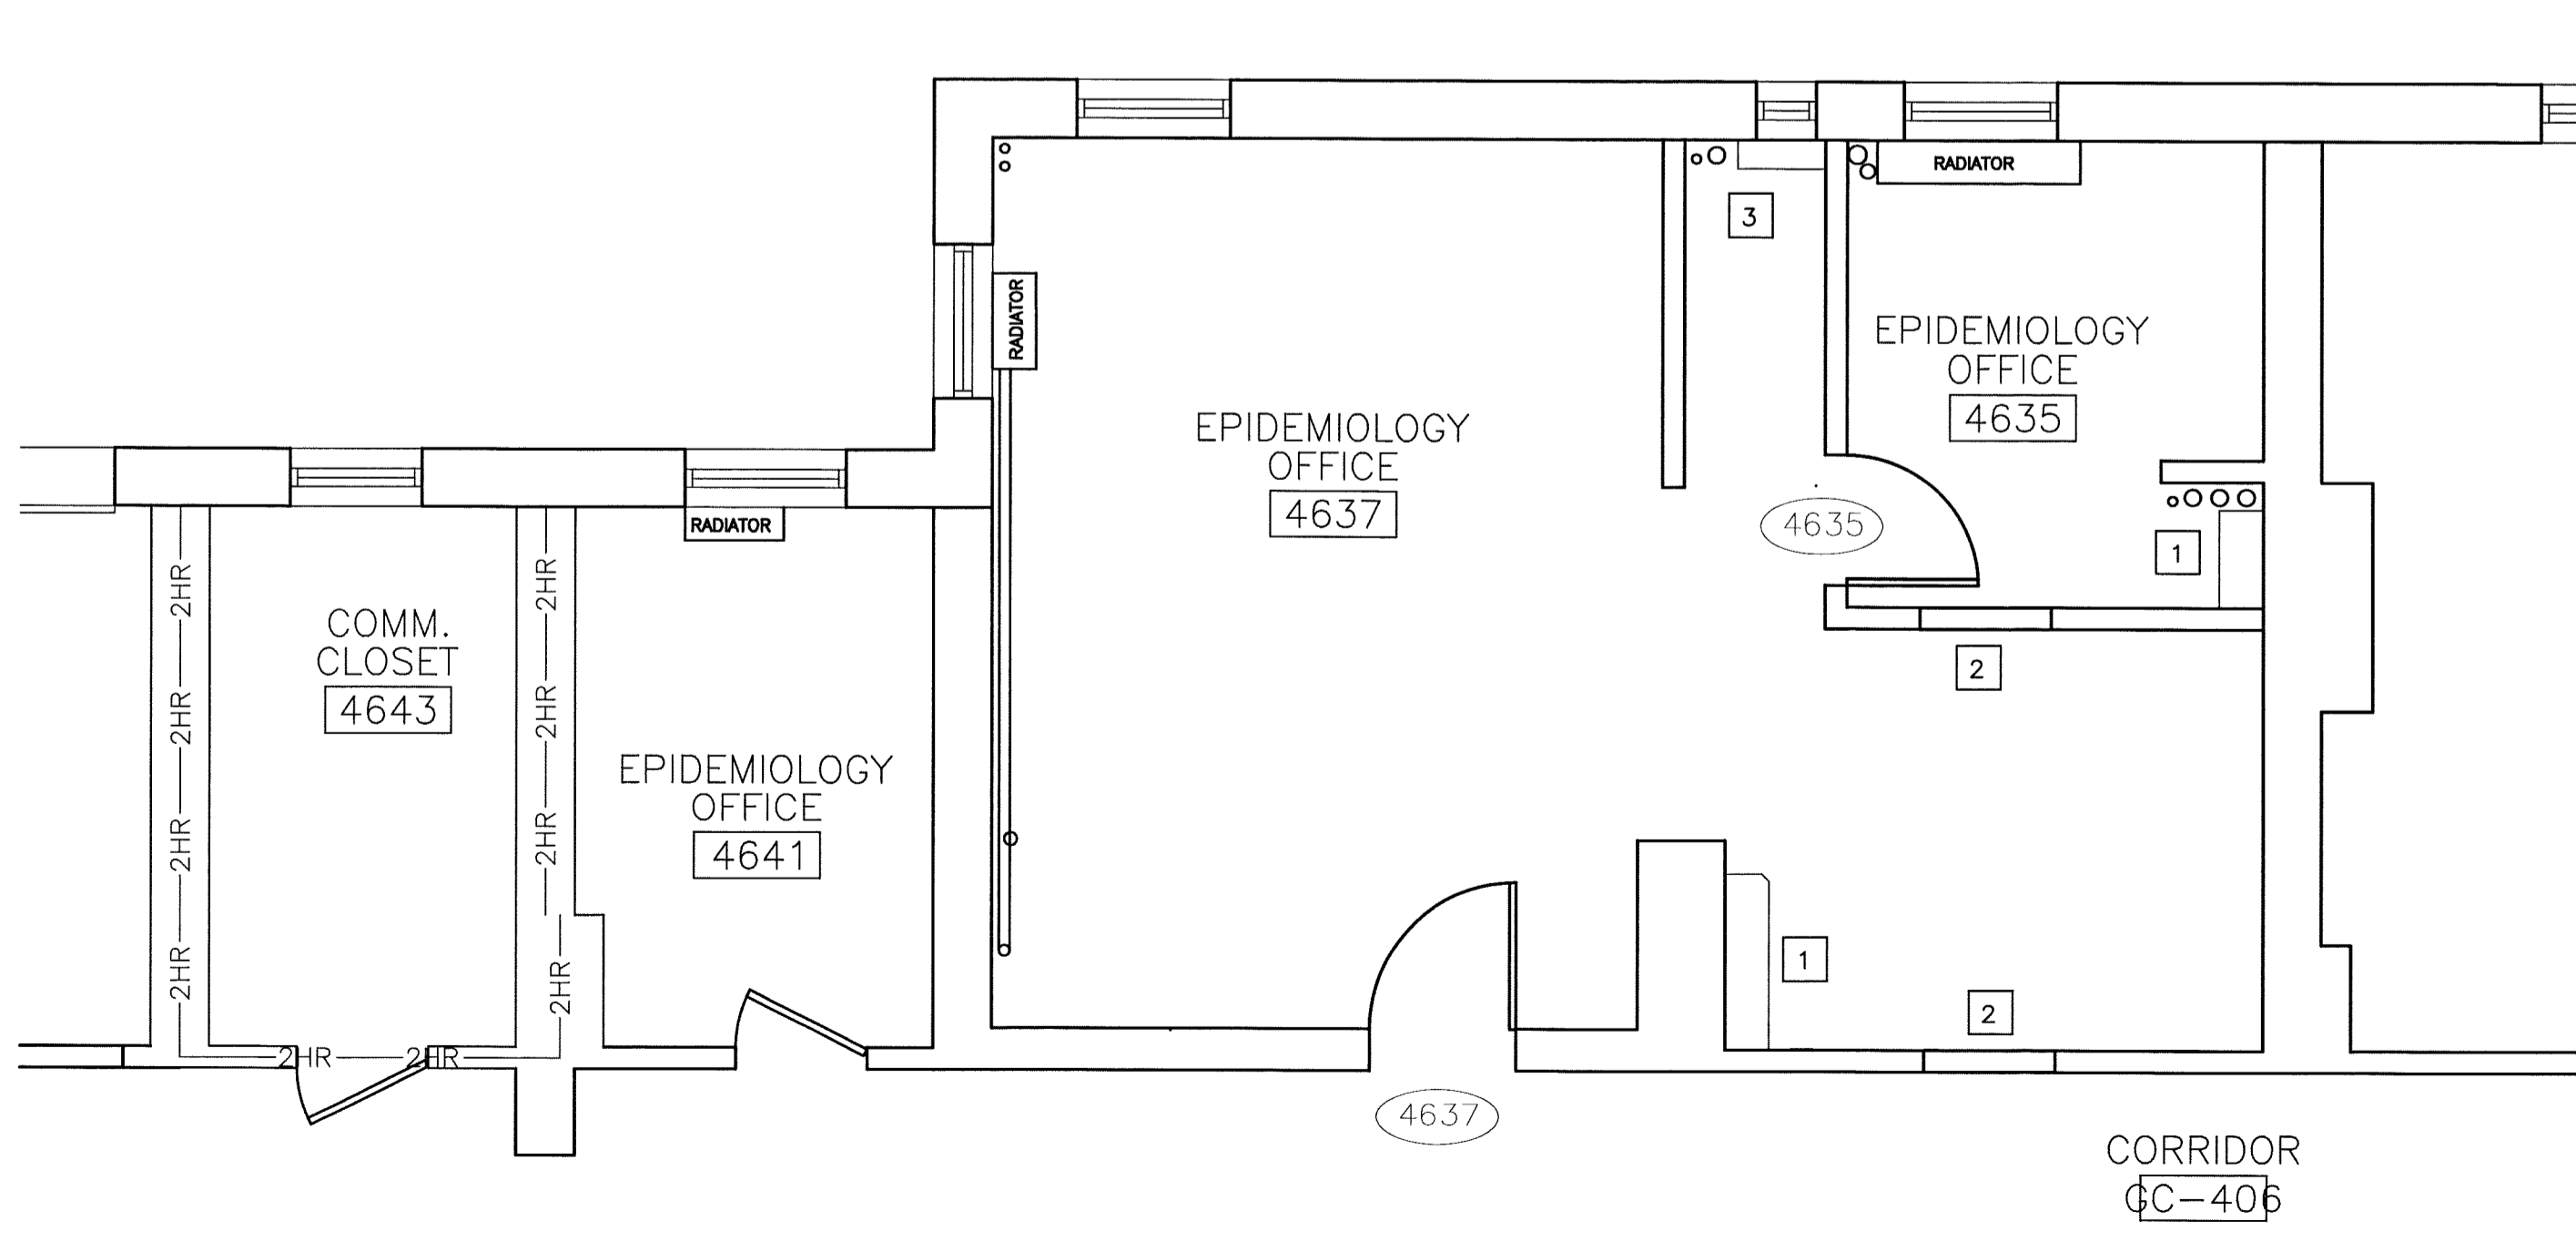 RADIATOR
3
RADIATOR
EPIDEMIOLOGY
OFFICE
4635
EPIDEMIOLOGY
OFFICE
4637
4635
1
RADIATOR
2HR
2HR
2HR
2HR
2HR
2HR
2HR
2HR
COMM.
CLOSET
4643
2
EPIDEMIOLOGY
OFFICE
4641
1
2
2HR
2HR
4637
CORRIDOR
GC-406